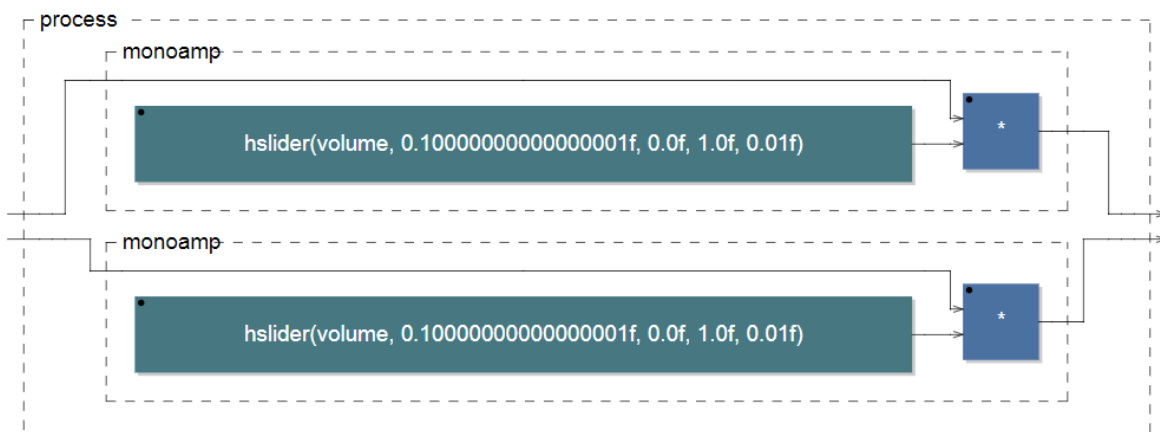 process
monoamp
hslider(volume, 0.10000000000000001f, 0.0f, 1.0f, 0.01f)
*
monoamp
hslider(volume, 0.10000000000000001f, 0.0f, 1.0f, 0.01f)
*